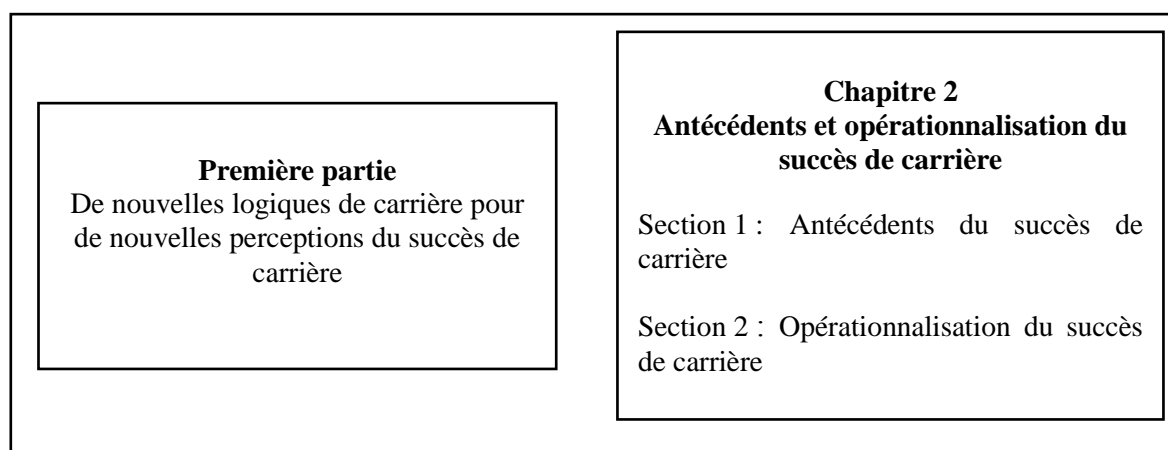 Première partie
De nouvelles logiques de carrière pour
de nouvelles perceptions du succès de
carrière
Chapitre 2
Antécédents et opérationnalisation du
succès de carrière
Section 1 : Antécédents du succès de
carrière
Section 2 : Opérationnalisation du succès
de carrière